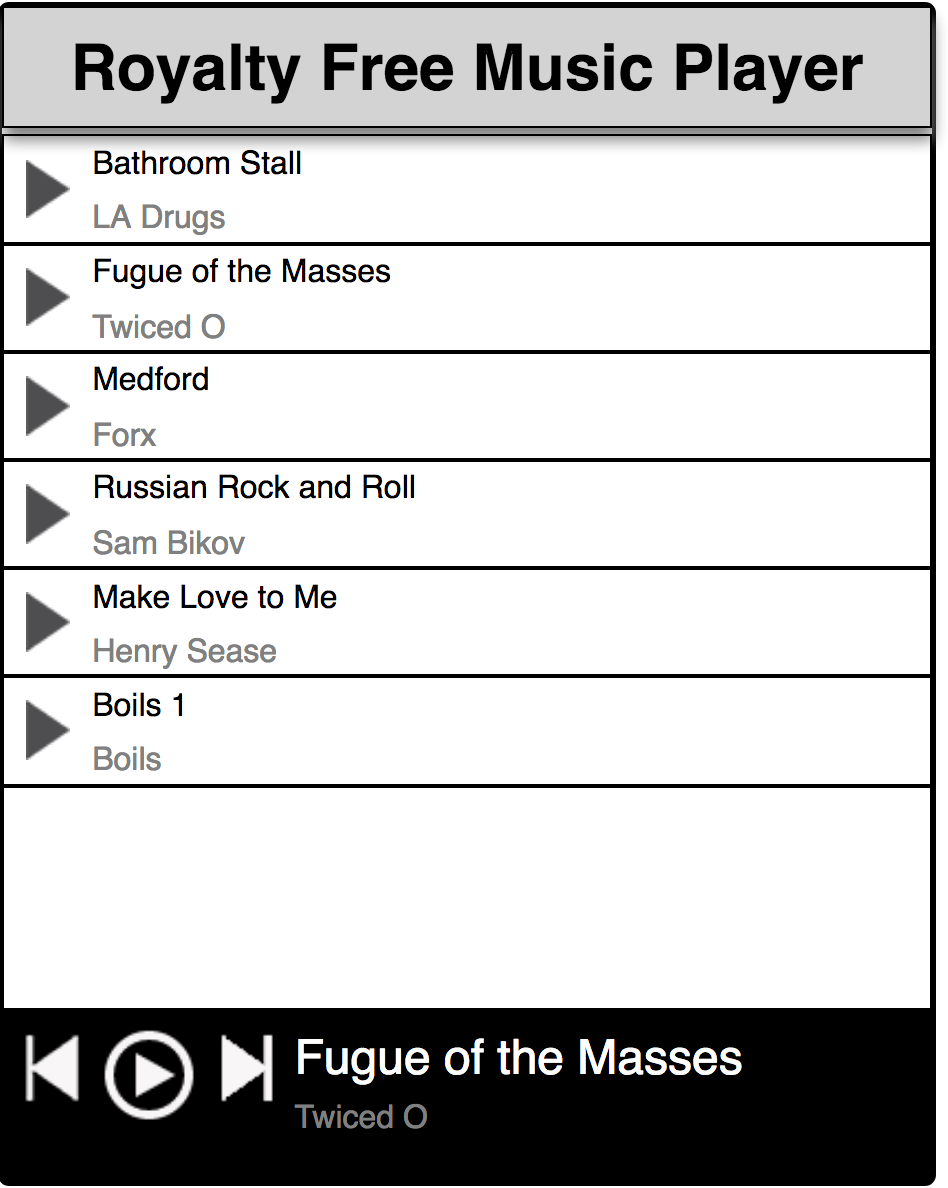 Royalty Free Music Player
Bathroom Stall
LA Drugs
Fugue of the Masses
Twiced O
Medford
Forx
Russian Rock and Roll
Sam Bikov
Make Love to Me
Henry Sease
Boils 1
Boils
Fugue of the Masses
Twiced O